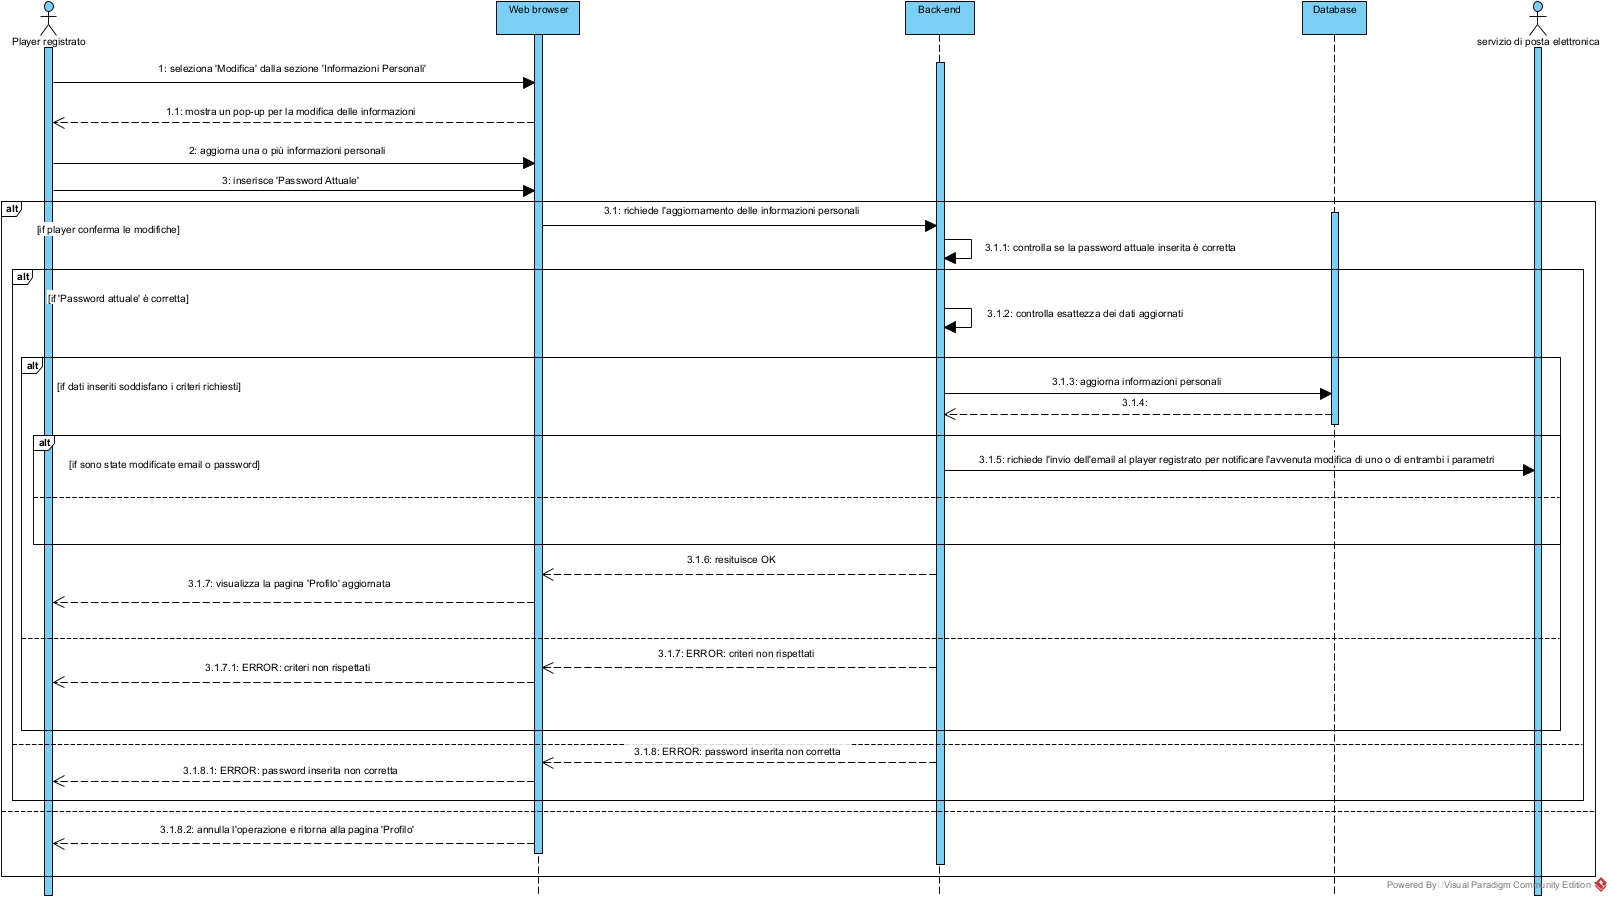 Player registrato
Web browser
Back-end
Database
servizio di posta elettronica
1: seleziona 'Modifica' dalla sezione 'Informazioni Personali'
1.1: mostra un pop-up per la modifica delle informazioni
2: aggiorna una o più informazioni personali
3: inserisce 'Password Attuale'
alt
3.1: richiede l'aggiornamento delle informazioni personali
[if player conferma le modifiche]
3.1.1: controlla se la password attuale inserita è corretta
alt
[if 'Password attuale' è corretta]
3.1.2: controlla esattezza dei dati aggiornati
alt
[if dati inseriti soddisfano i criteri richiesti]
3.1.3: aggiorna informazioni personali
3.1.4:
alt
[if sono state modificate email o password]
3.1.5: richiede l'invio dell'email al player registrato per notificare l'avvenuta modifica di uno o di entrambi i parametri
3.1.6: resituisce OK
3.1.7: visualizza la pagina 'Profilo' aggiornata
3.1.7: ERROR: criteri non rispettati
3.1.7.1: ERROR: criteri non rispettati
3.1.8: ERROR: password inserita non corretta
3.1.8.1: ERROR: password inserita non corretta
3.1.8.2: annulla l'operazione e ritorna alla pagina 'Profilo'
Powered By Visual Paradigm Community Edition